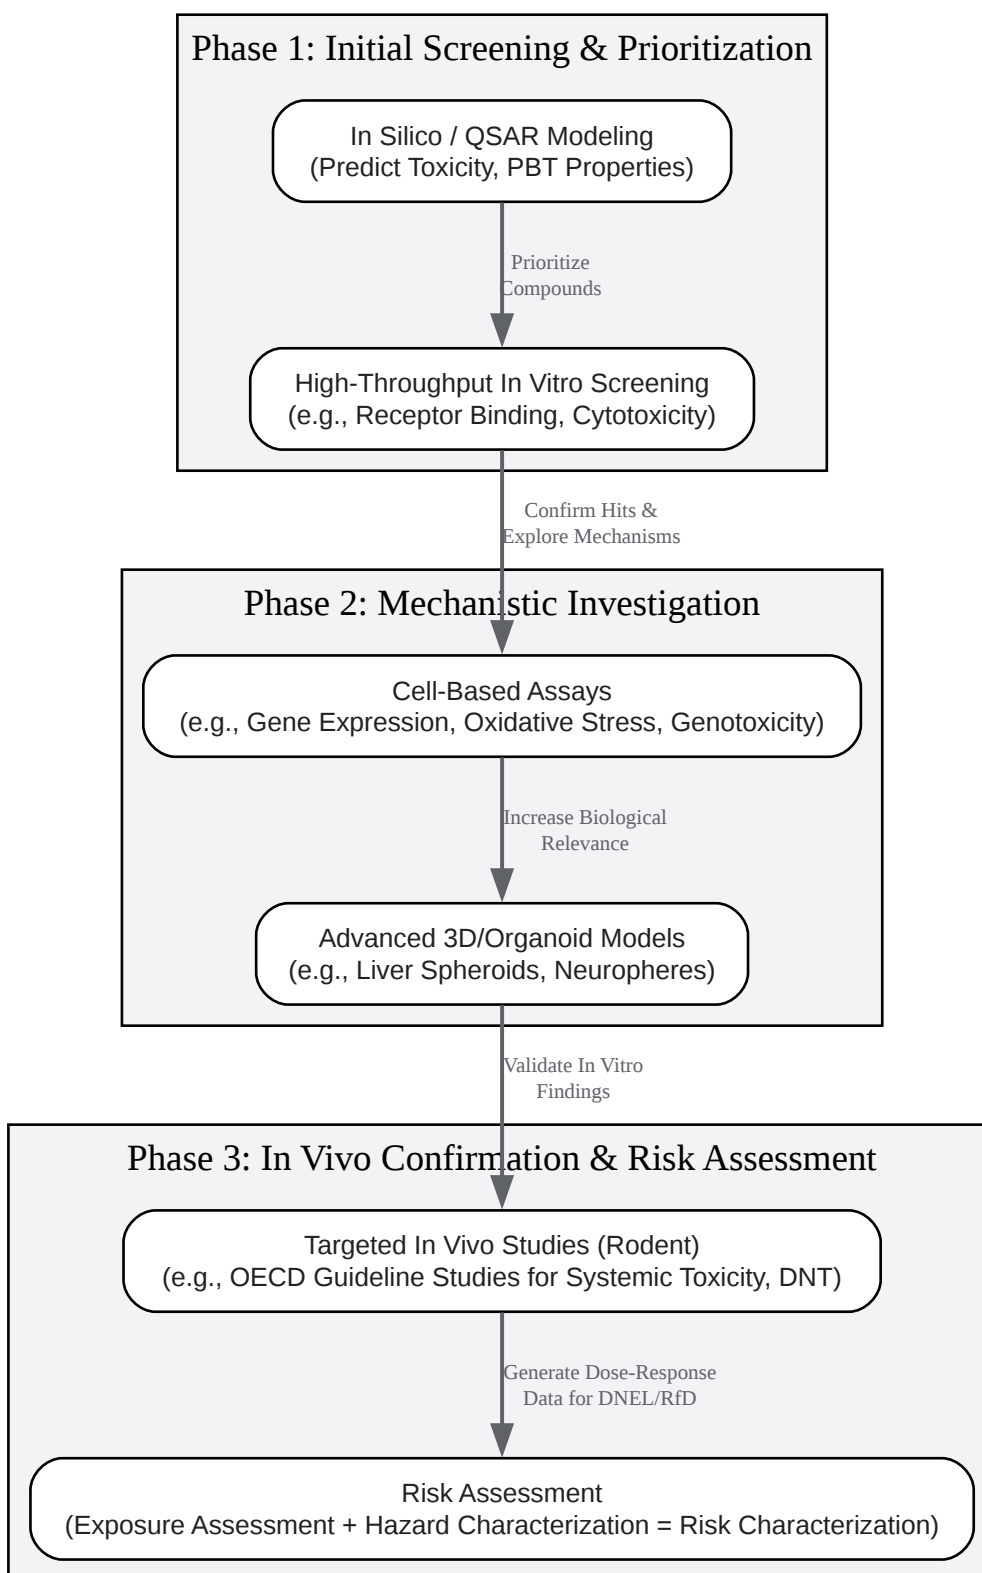 Phase 1: Initial Screening & Prioritization
In Silico / QSAR Modeling
(Predict Toxicity, PBT Properties)
Prioritize
Compounds
High-Throughput In Vitro Screening
(e.g., Receptor Binding, Cytotoxicity)
Confirm Hits &
Explore Mechanisms
Phase 2: Mechanistic Investigation
Cell-Based Assays
(e.g., Gene Expression, Oxidative Stress, Genotoxicity)
Increase Biological
Relevance
Advanced 3D/Organoid Models
(e.g., Liver Spheroids, Neuropheres)
Validate In Vitro
Findings
Phase 3: In Vivo Confirmation & Risk Assessment
Targeted In Vivo Studies (Rodent)
(e.g., OECD Guideline Studies for Systemic Toxicity, DNT)
Generate Dose-Response
Data for DNEL/RfD
Risk Assessment
(Exposure Assessment + Hazard Characterization = Risk Characterization)